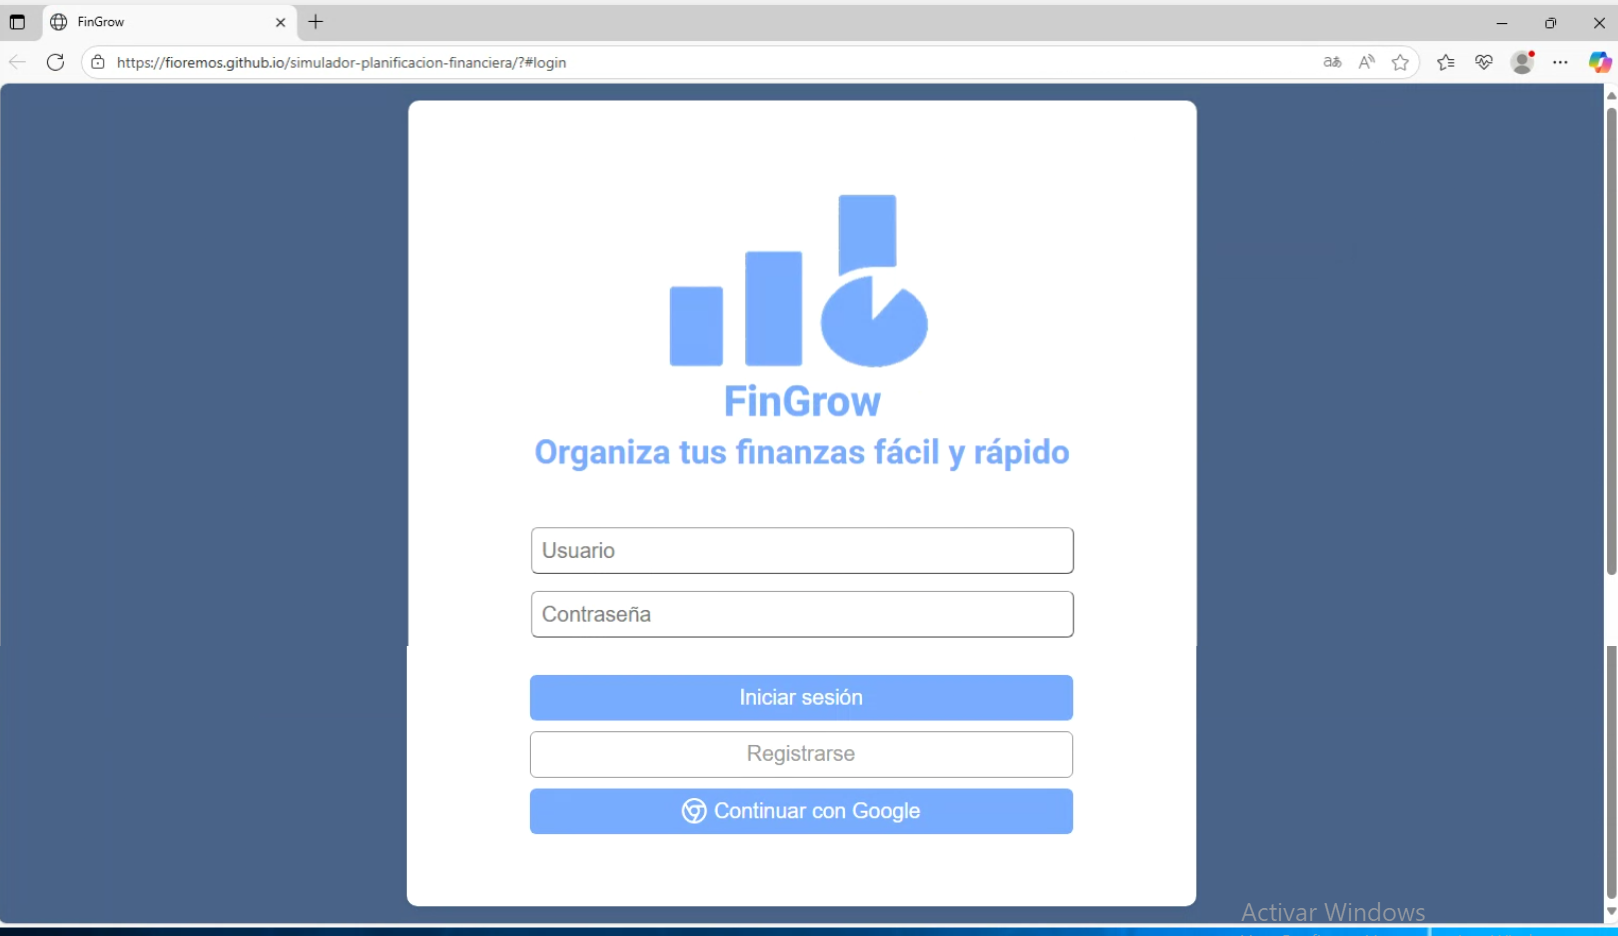 FinGrow
https://fioremos.github.io/simulador-planificacion-financiera/?#login
FinGrow
Organiza tus finanzas fácil y rápido
Usuario
Contraseña
Iniciar sesión
Registrarse
Continuar con Google
Activar Windows